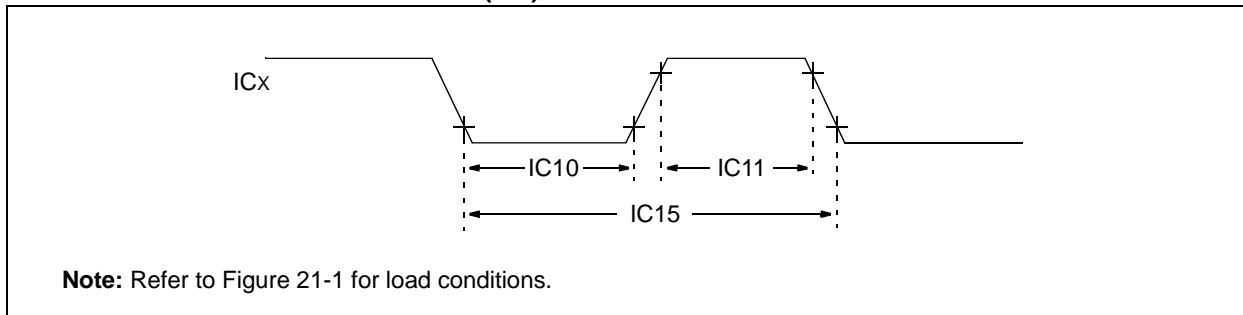 ICX
IC10
IC11
IC15
Note: Refer to Figure 21-1 for load conditions.